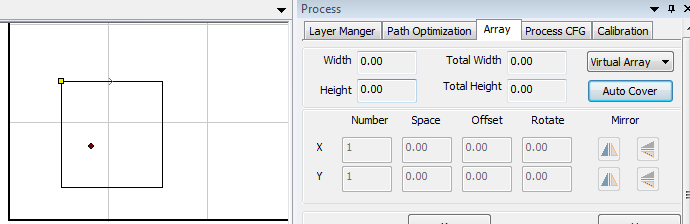 Process
Layer Manger Path Optimization Array Process CFG Calibration
Width 0.00 Total Width 0.00 Virtual Array
Height 0.00 Total Height 0.00 Auto Cover
Number Space Offset Rotate Mirror
X 1 0.00 0.00 0.00
Y 1 0.00 0.00 0.00